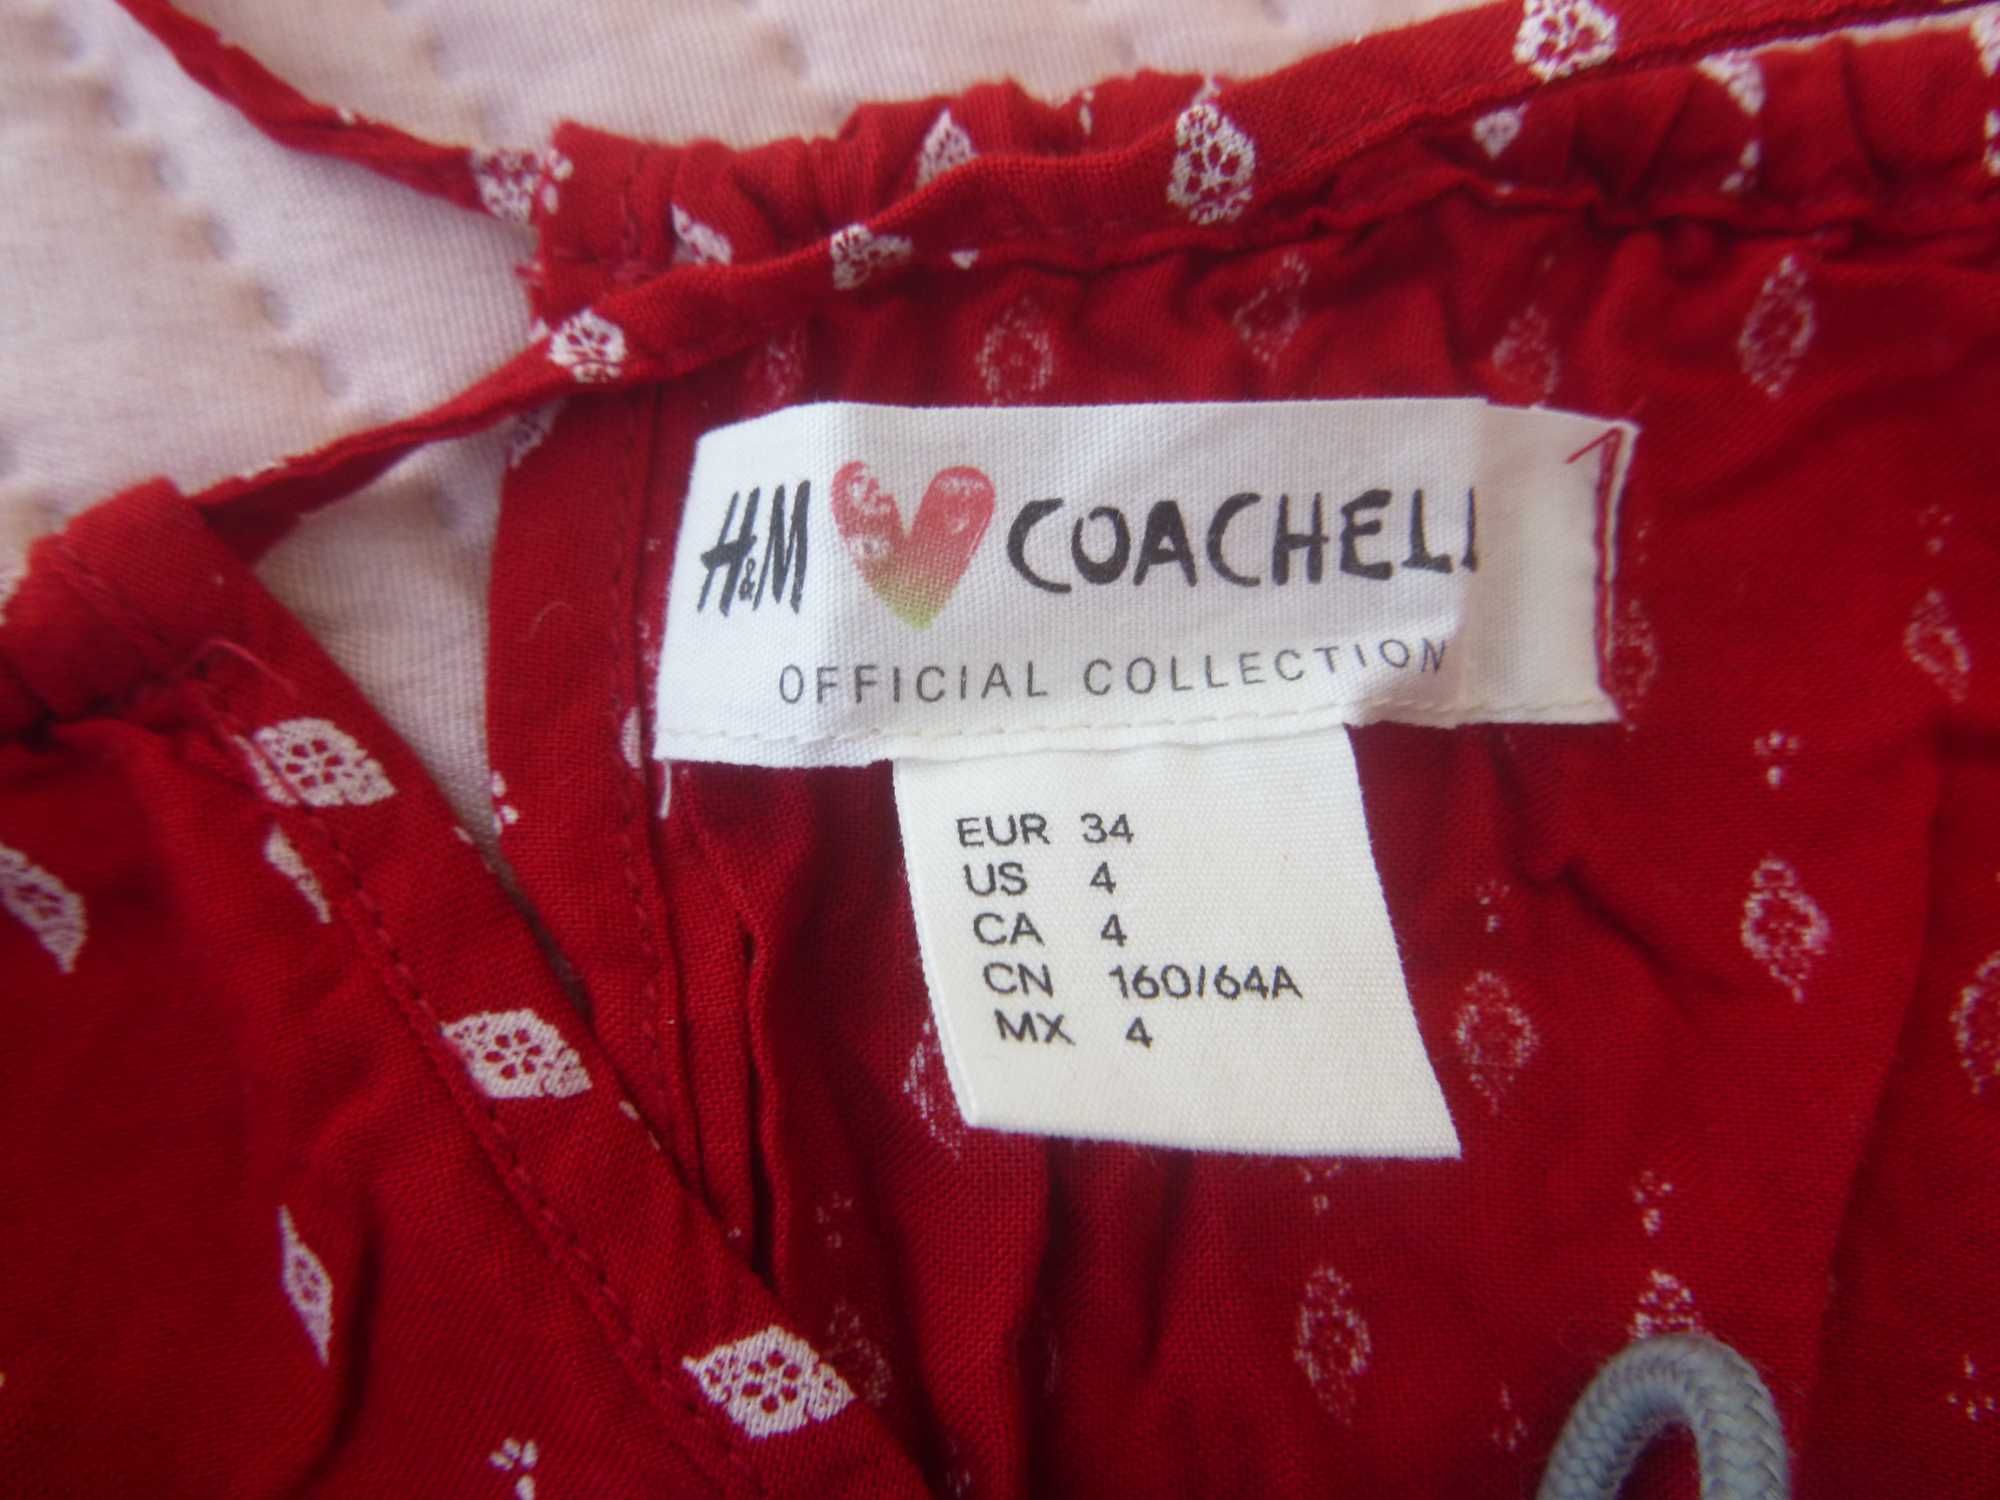 H&M COACHELL
OFFICIAL COLLECTION
EUR 34
US 4
CA 4
CN 160/64A
MX 4